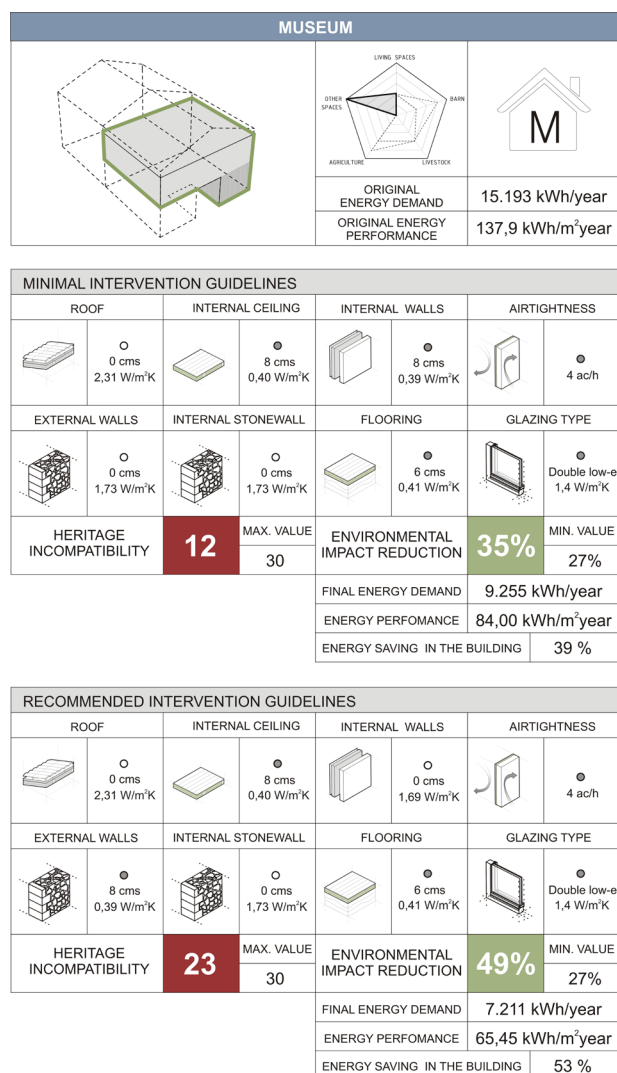 MUSEUM
LIVING SPACES
OTHER SPACES
BARN
AGRICULTURE
LIVESTOCK
M
ORIGINAL
ENERGY DEMAND
15.193 kWh/year
ORIGINAL ENERGY
PERFORMANCE
137,9 kWh/m²year
MINIMAL INTERVENTION GUIDELINES
ROOF
INTERNAL CEILING
INTERNAL WALLS
AIRTIGHTNESS
0 cms
2,31 W/m²K
8 cms
0,40 W/m²K
8 cms
0,39 W/m²K
4 ac/h
EXTERNAL WALLS
INTERNAL STONEWALL
FLOORING
GLAZING TYPE
0 cms
1,73 W/m²K
0 cms
1,73 W/m²K
6 cms
0,41 W/m²K
Double low-e
1,4 W/m²K
HERITAGE
INCOMPATIBILITY
12
MAX. VALUE
30
ENVIRONMENTAL
IMPACT REDUCTION
35%
MIN. VALUE
27%
FINAL ENERGY DEMAND
9.255 kWh/year
ENERGY PERFOMANCE
84,00 kWh/m²year
ENERGY SAVING IN THE BUILDING
39 %
RECOMMENDED INTERVENTION GUIDELINES
ROOF
INTERNAL CEILING
INTERNAL WALLS
AIRTIGHTNESS
0 cms
2,31 W/m²K
8 cms
0,40 W/m²K
0 cms
1,69 W/m²K
4 ac/h
EXTERNAL WALLS
INTERNAL STONEWALL
FLOORING
GLAZING TYPE
8 cms
0,39 W/m²K
0 cms
1,73 W/m²K
6 cms
0,41 W/m²K
Double low-e
1,4 W/m²K
HERITAGE
INCOMPATIBILITY
23
MAX. VALUE
30
ENVIRONMENTAL
IMPACT REDUCTION
49%
MIN. VALUE
27%
FINAL ENERGY DEMAND
7.211 kWh/year
ENERGY PERFOMANCE
65,45 kWh/m²year
ENERGY SAVING IN THE BUILDING
53 %